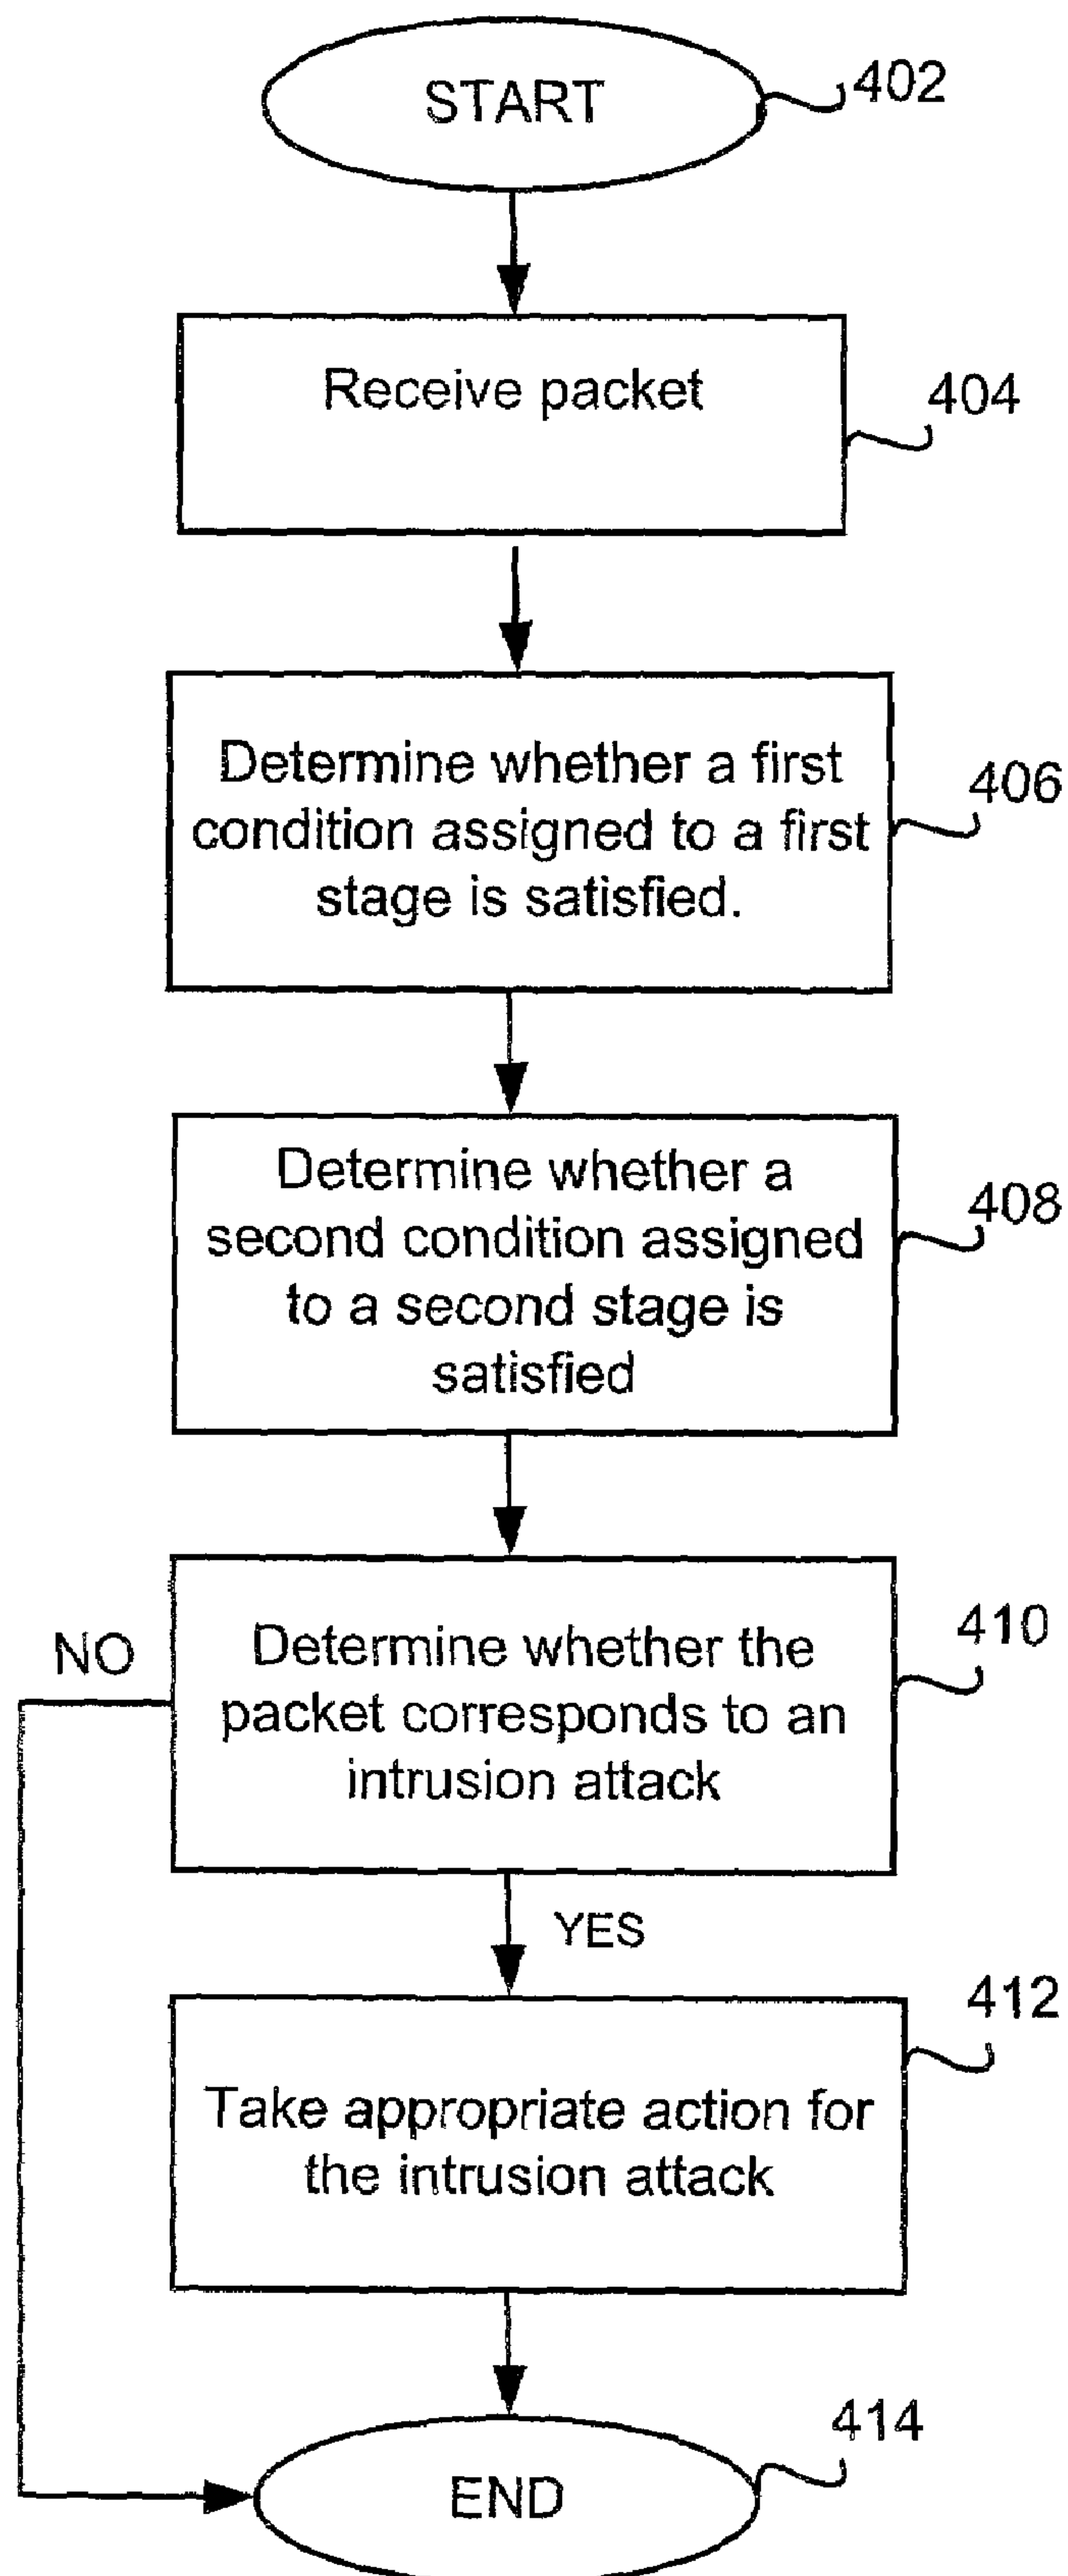 START
402
Receive packet
404
Determine whether a first
condition assigned to a first
stage is satisfied.
406
Determine whether a
second condition assigned
to a second stage is
satisfied
408
NO
Determine whether the
packet corresponds to an
intrusion attack
410
YES
412
Take appropriate action for
the intrusion attack
414
END